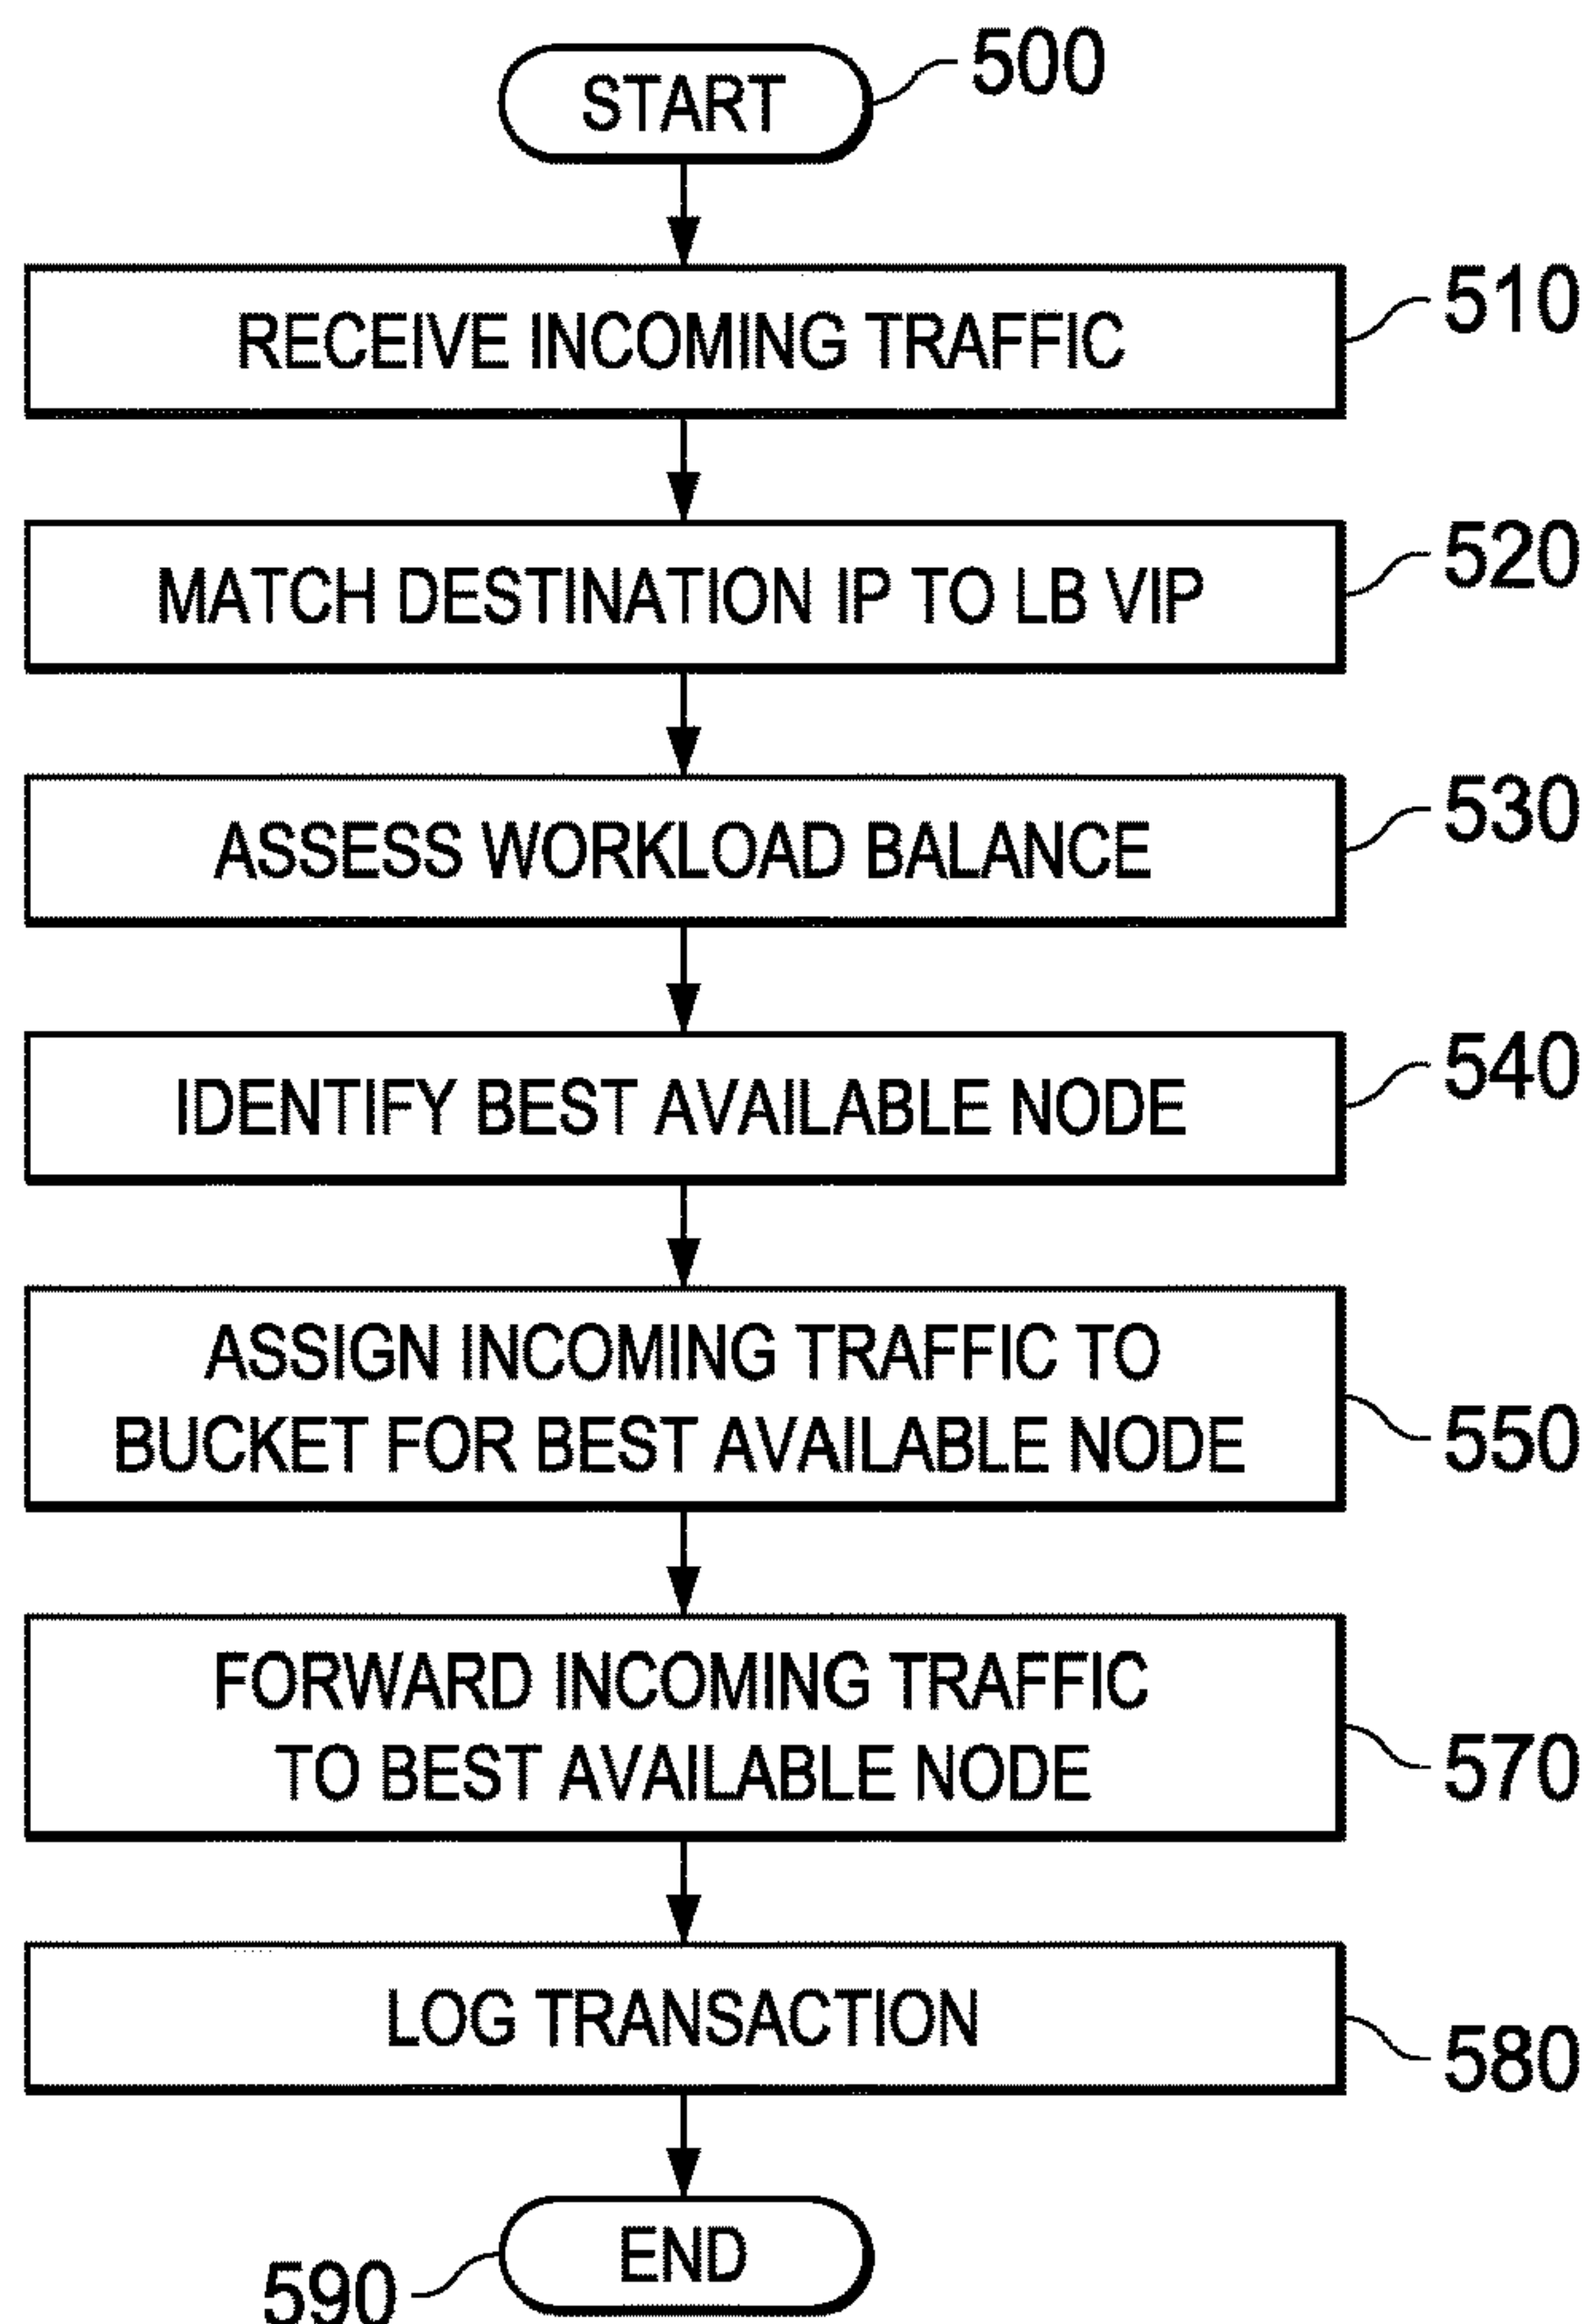 START
500
RECEIVE INCOMING TRAFFIC
510
MATCH DESTINATION IP TO LB VIP
520
ASSESS WORKLOAD BALANCE
530
IDENTIFY BEST AVAILABLE NODE
540
ASSIGN INCOMING TRAFFIC TO
BUCKET FOR BEST AVAILABLE NODE
550
FORWARD INCOMING TRAFFIC
TO BEST AVAILABLE NODE
570
LOG TRANSACTION
580
END
590